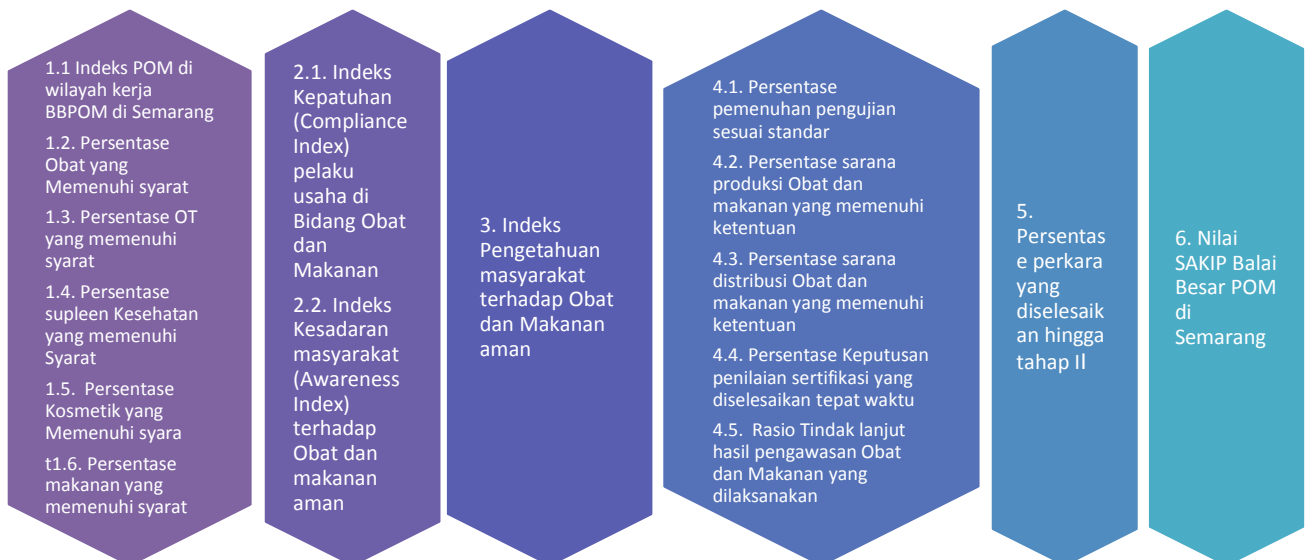 1.1 Indeks POM di
wilayah kerja
BBPOM di Semarang
1.2. Persentase
Obat yang
Memenuhi syarat
1.3. Persentase OT
yang memenuhi
syarat
1.4. Persentase
supleen Kesehatan
yang memenuhi
Syarat
1.5. Persentase
Kosmetik yang
Memenuhi syara
t1.6. Persentase
makanan yang
memenuhi syarat
2.1. Indeks
Kepatuhan
(Compliance
Index)
pelaku
usaha di
Bidang Obat
dan
Makanan
2.2. Indeks
Kesadaran
masyarakat
(Awareness
Index)
terhadap
Obat dan
makanan
aman
3. Indeks
Pengetahuan
masyarakat
terhadap Obat
dan Makanan
aman
4.1. Persentase
pemenuhan pengujian
sesuai standar
4.2. Persentase sarana
produksi Obat dan
makanan yang memenuhi
ketentuan
4.3. Persentase sarana
distribusi Obat dan
makanan yang memenuhi
ketentuan
4.4. Persentase Keputusan
penilaian sertifikasi yang
diselesaikan tepat waktu
4.5. Rasio Tindak lanjut
hasil pengawasan Obat
dan Makanan yang
dilaksanakan
5.
Persentas
e perkara
yang
diselesaik
an hingga
tahap Il
6. Nilai
SAKIP Balai
Besar POM
di
Semarang